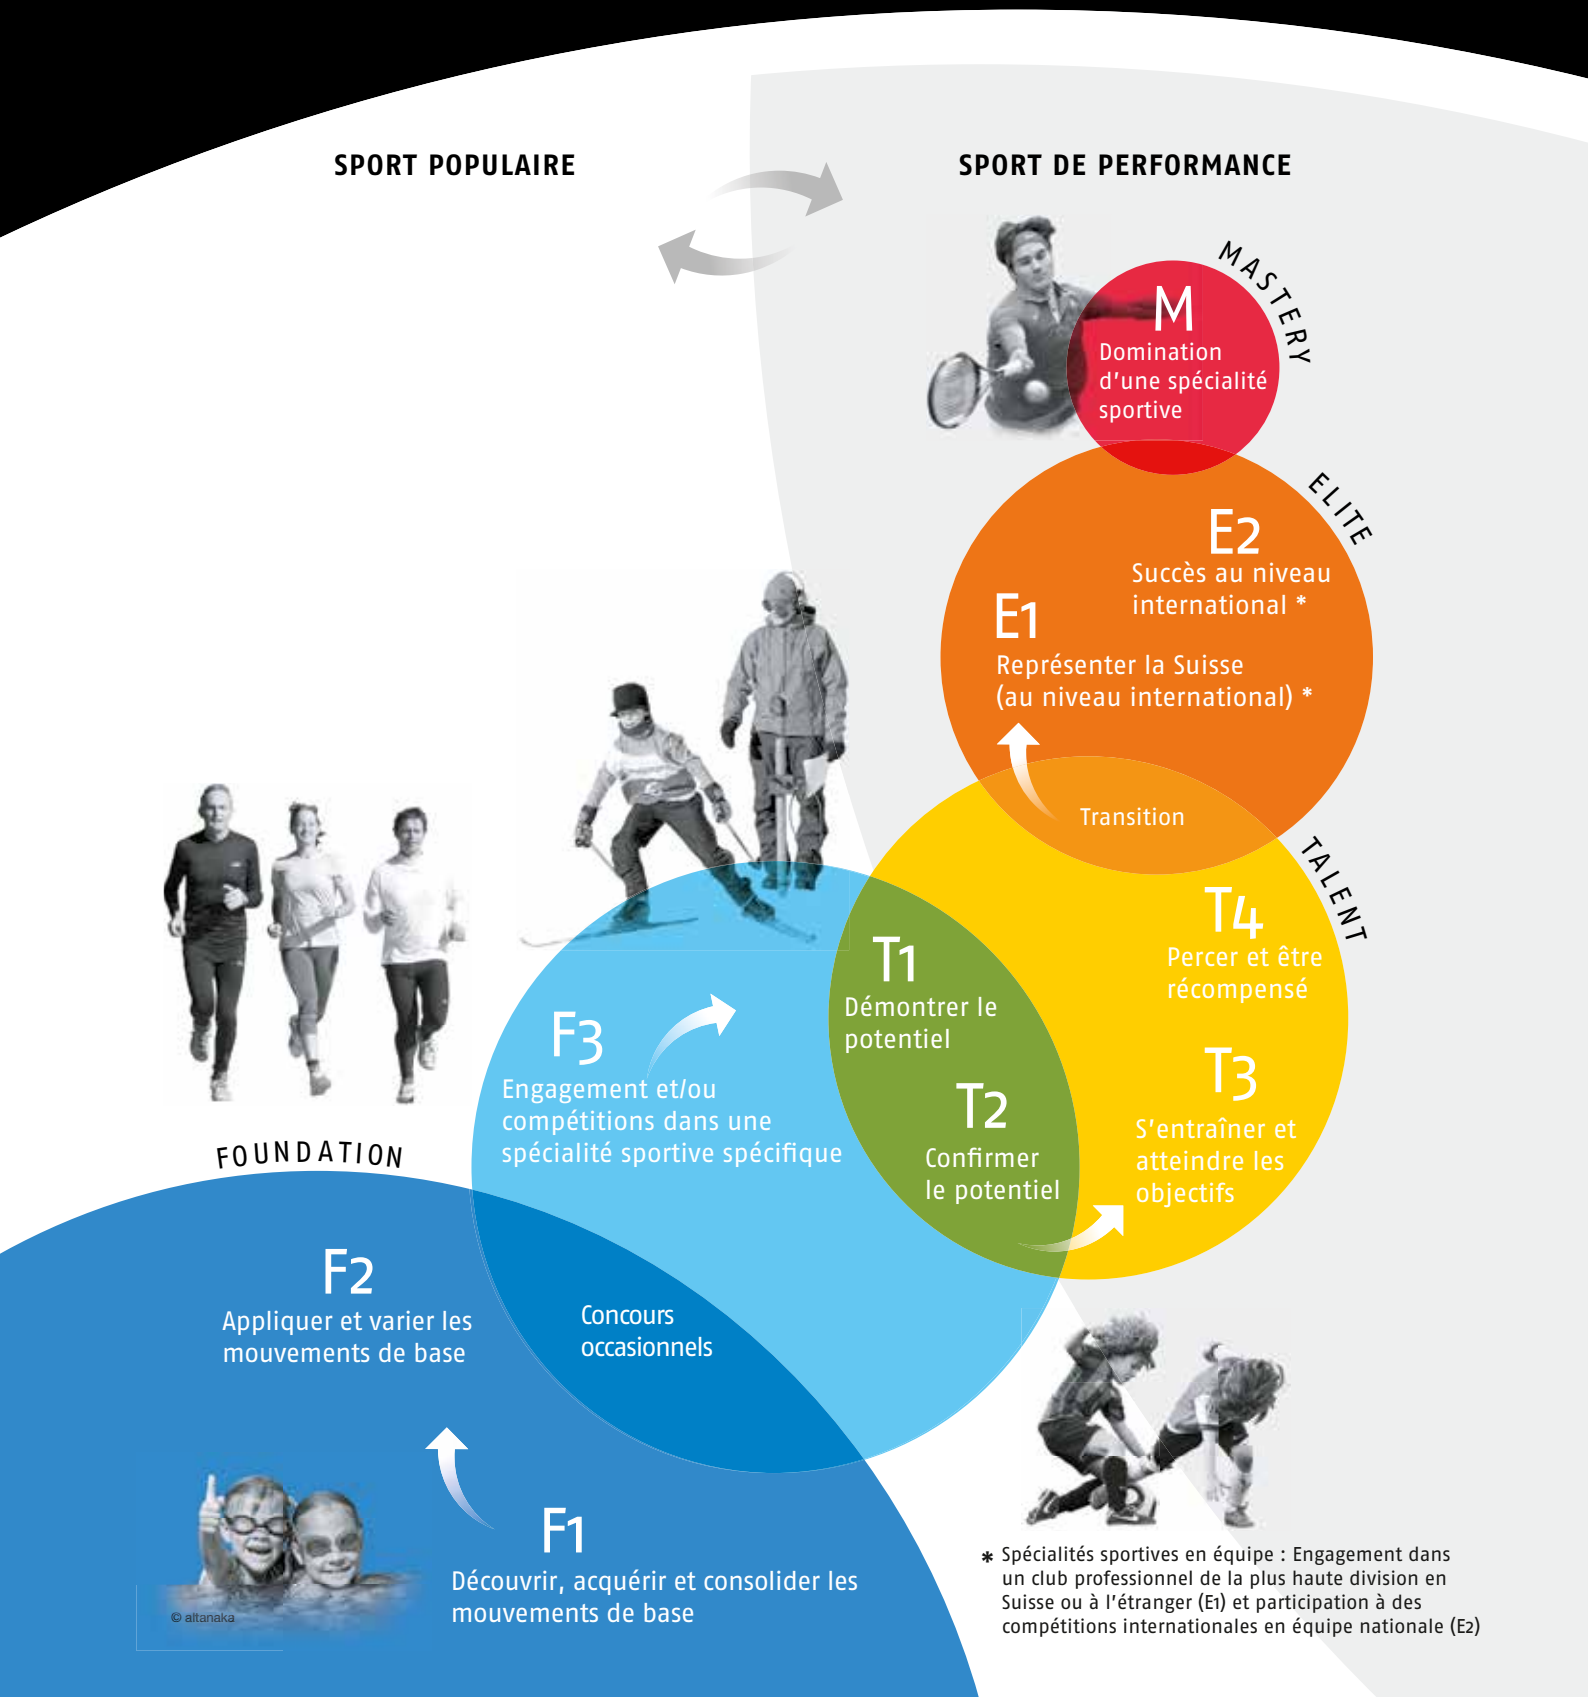 SPORT POPULAIRE
SPORT DE PERFORMANCE
MASTERY
M
Domination
d'une spécialité
sportive
ELITE
E2
Succès au niveau
international *
E1
Représenter la Suisse
(au niveau international) *
Transition
TALENT
T4
Percer et être
récompensé
T1
Démontrer le
potentiel
T3
S'entraîner et
atteindre les
objectifs
T2
Confirmer
le potentiel
F3
Engagement et/ou
compétitions dans une
spécialité sportive spécifique
FOUNDATION
F2
Appliquer et varier les
mouvements de base
Concours
occasionnels
F1
Découvrir, acquérir et consolider les
mouvements de base
© altanaka
* Spécialités sportives en équipe : Engagement dans
un club professionnel de la plus haute division en
Suisse ou à l'étranger (E1) et participation à des
compétitions internationales en équipe nationale (E2)